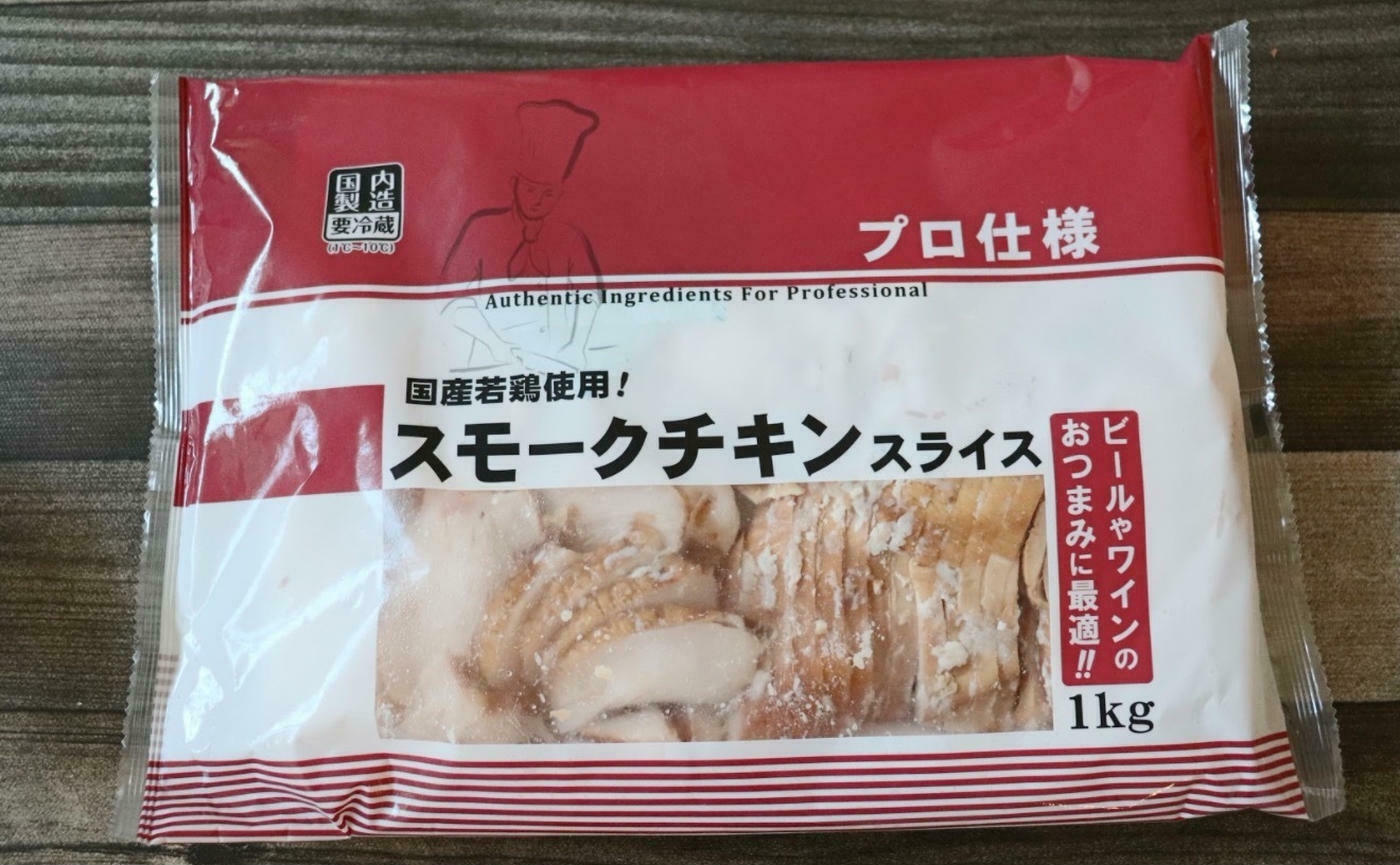 国内
製造
要冷蔵
(1℃~10℃)
プロ仕様
Authentic Ingredients For Professional
国産若鶏使用!
スモークチキンスライス
ビールやワインの
おつまみに最適!!
1kg